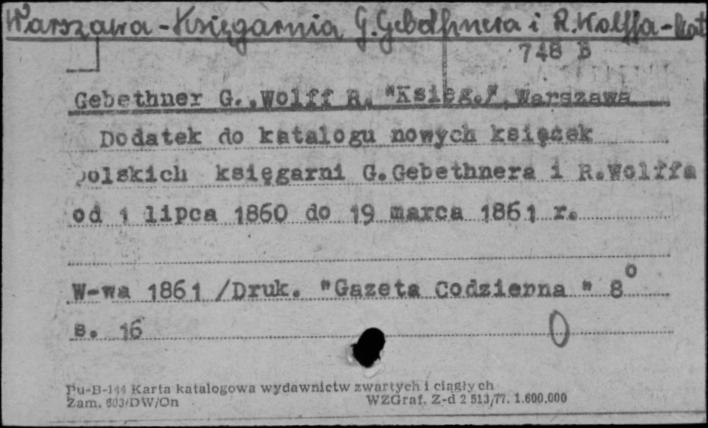 Warszawa - Księgarnia G. Gebethnera i R. Wolffa - Kat
748 B
Gebethner G., Wolff R. "Księg.", Warszawa
Dodatek do katalogu nowych książek
polskich księgarni G.Gebethnera i R.Wolffa
od 1 lipca 1860 do 19 marca 1861 r.
W-wa 1861 /Druk. "Gazeta Codzienna " 8°
s. 16
Pu-B-144 Karta katalogowa wydawnictw zwartych i ciągłych
Zam. 603/DW/On WZGraf. Z-d 2 513/77. 1.600.000